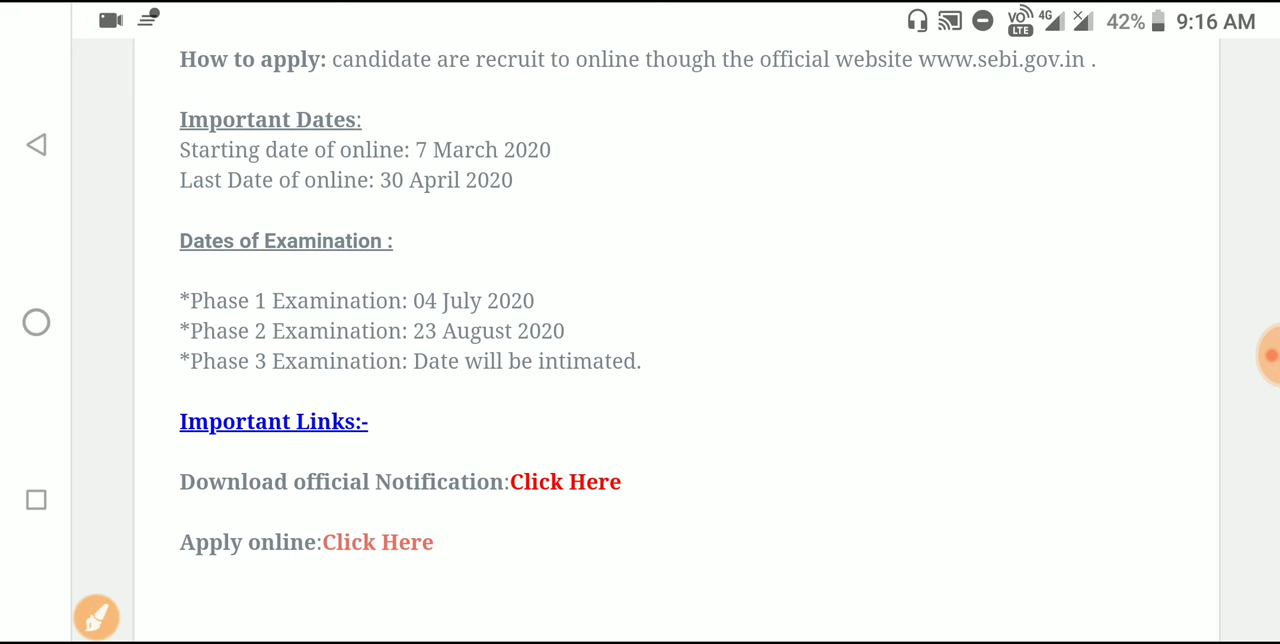 VO 4G 42% 9:16 AM
LTE
How to apply: candidate are recruit to online though the official website www.sebi.gov.in .
Important Dates:
Starting date of online: 7 March 2020
Last Date of online: 30 April 2020
Dates of Examination :
*Phase 1 Examination: 04 July 2020
*Phase 2 Examination: 23 August 2020
*Phase 3 Examination: Date will be intimated.
Important Links:-
Download official Notification:Click Here
Apply online:Click Here